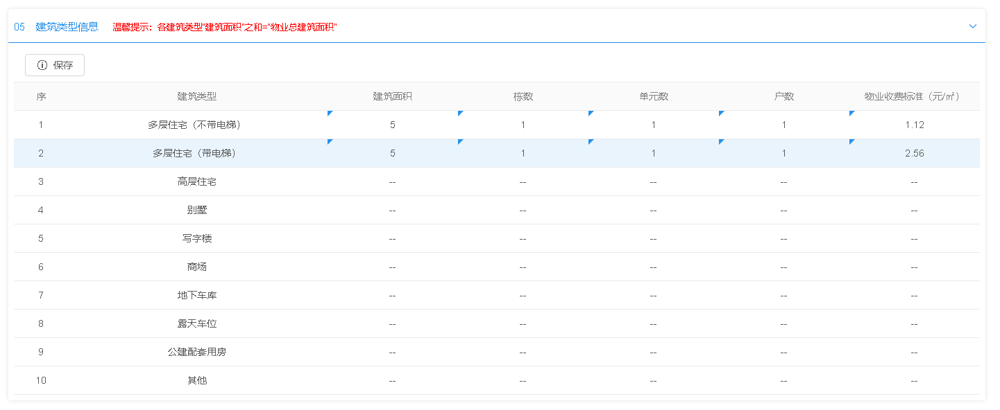 05 建筑类型信息 温馨提示：各建筑类型"建筑面积"之和="物业总建筑面积"
保存
序 建筑类型 建筑面积 栋数 单元数 户数 物业收费标准（元/㎡）
1 多层住宅（不带电梯） 5 1 1 1 1.12
2 多层住宅（带电梯） 5 1 1 1 2.56
3 高层住宅 -- -- -- -- --
4 别墅 -- -- -- -- --
5 写字楼 -- -- -- -- --
6 商场 -- -- -- -- --
7 地下车库 -- -- -- -- --
8 露天车位 -- -- -- -- --
9 公建配套用房 -- -- -- -- --
10 其他 -- -- -- -- --